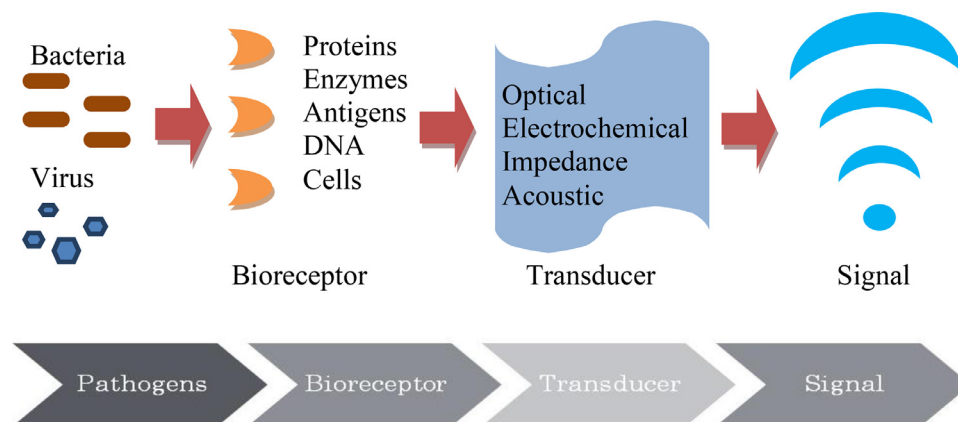 Bacteria
Virus
Proteins
Enzymes
Antigens
DNA
Cells
Bioreceptor
Optical
Electrochemical
Impedance
Acoustic
Transducer
Signal
Pathogens
Bioreceptor
Transducer
Signal